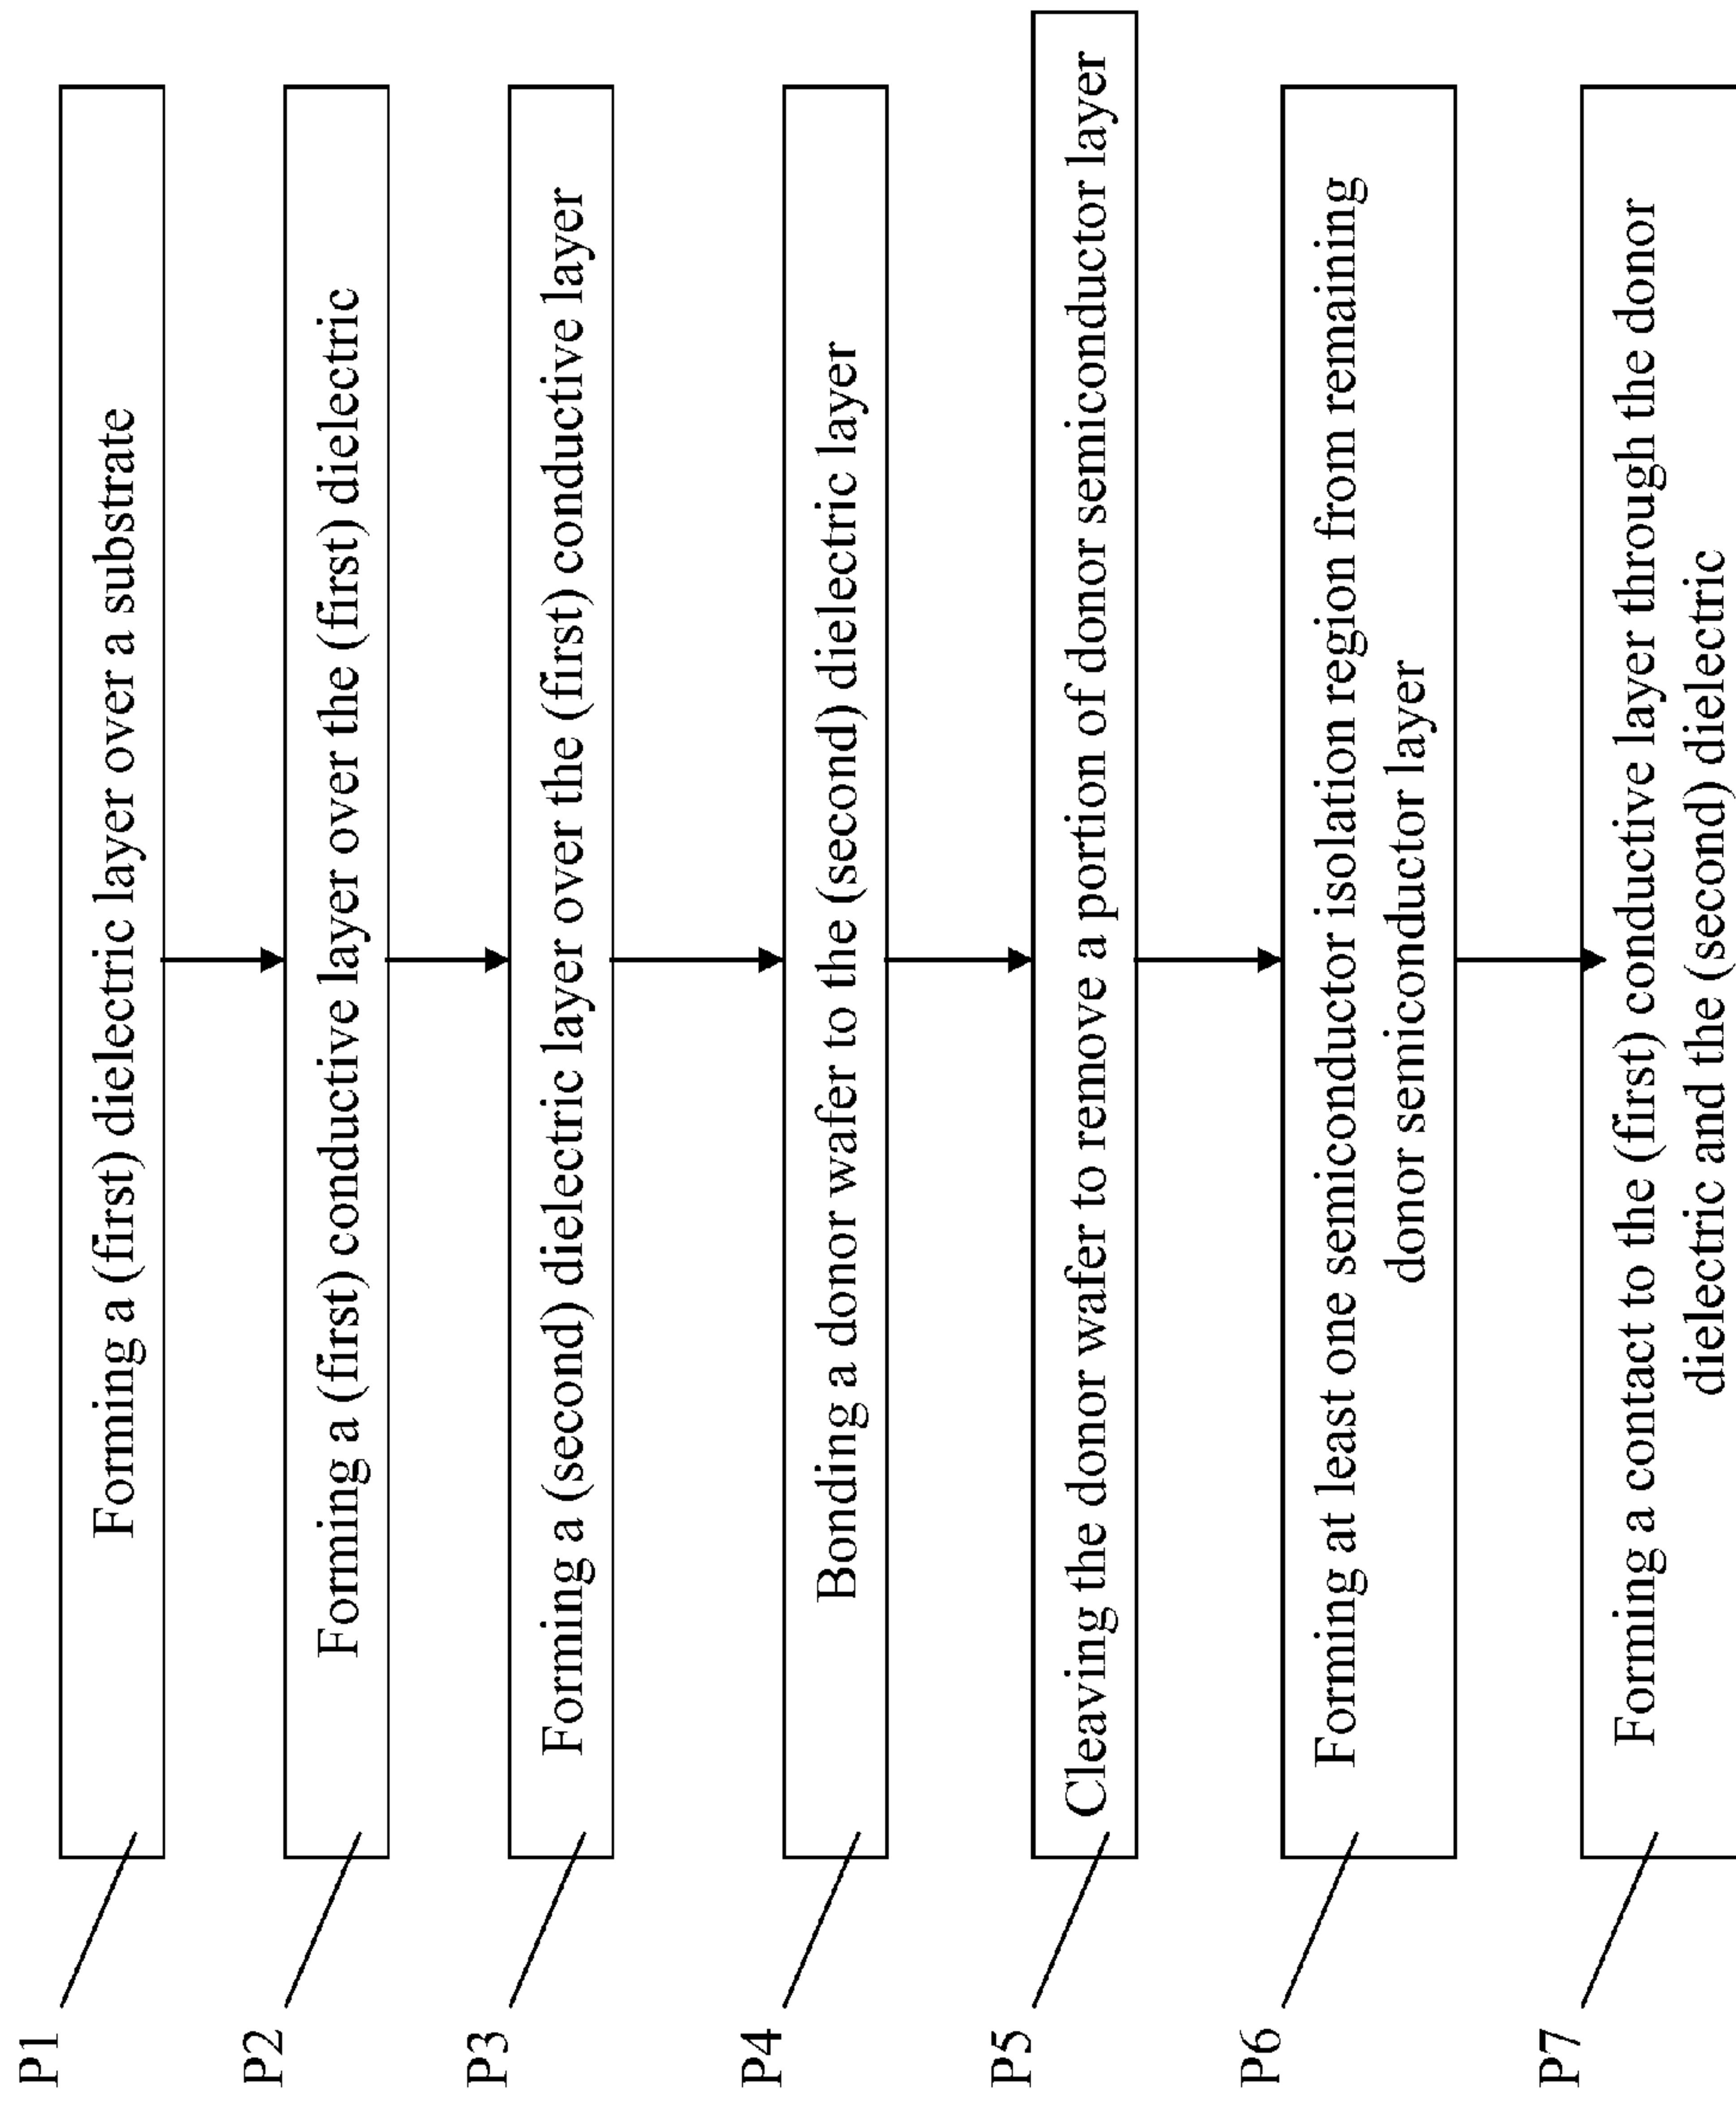 P1
Forming a (first) dielectric layer over a substrate
P2
Forming a (first) conductive layer over the (first) dielectric
P3
Forming a (second) dielectric layer over the (first) conductive layer
P4
Bonding a donor wafer to the (second) dielectric layer
P5
Cleaving the donor wafer to remove a portion of donor semiconductor layer
P6
Forming at least one semiconductor isolation region from remaining
donor semiconductor layer
P7
Forming a contact to the (first) conductive layer through the donor
dielectric and the (second) dielectric